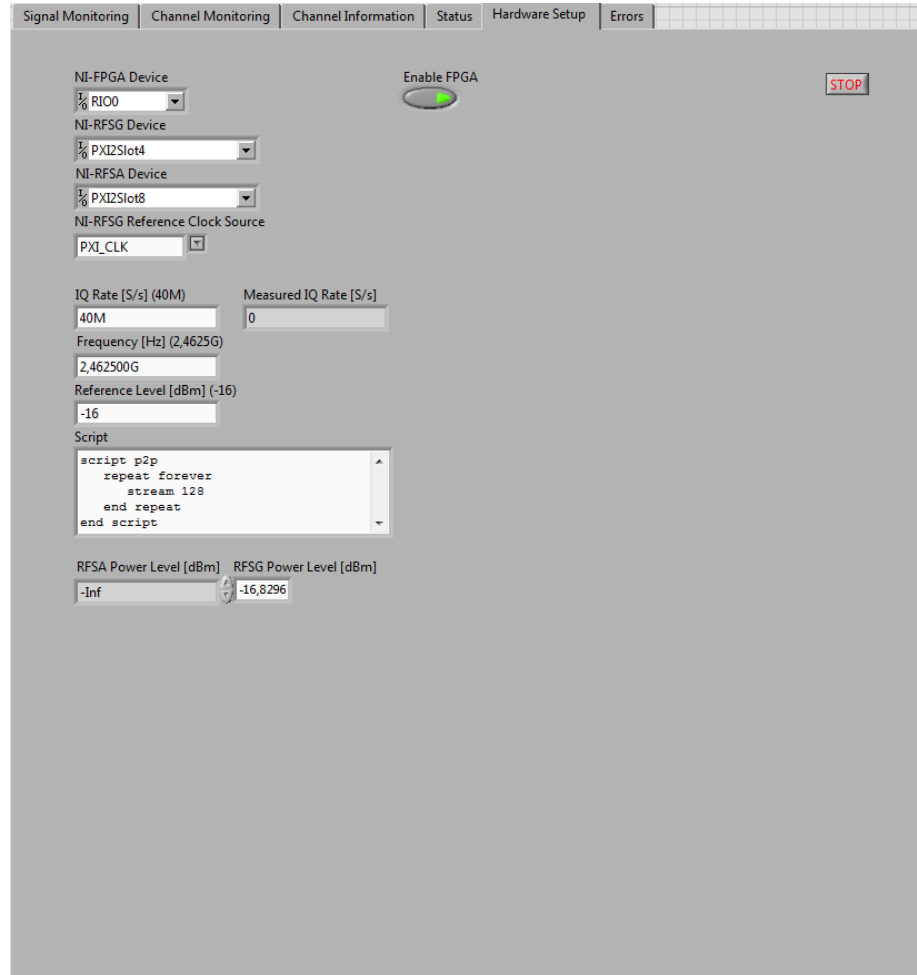 Signal Monitoring Channel Monitoring Channel Information Status Hardware Setup Errors
NI-FPGA Device Enable FPGA
RIO0 STOP
NI-RFSG Device
PXI2Slot4
NI-RFSA Device
PXI2Slot8
NI-RFSG Reference Clock Source
PXI_CLK
IQ Rate [S/s] (40M) Measured IQ Rate [S/s]
40M 0
Frequency [Hz] (2,4625G)
2,462500G
Reference Level [dBm] (-16)
-16
Script
script p2p
repeat forever
stream 128
end repeat
end script
RFSA Power Level [dBm] RFSG Power Level [dBm]
-Inf -16,8296